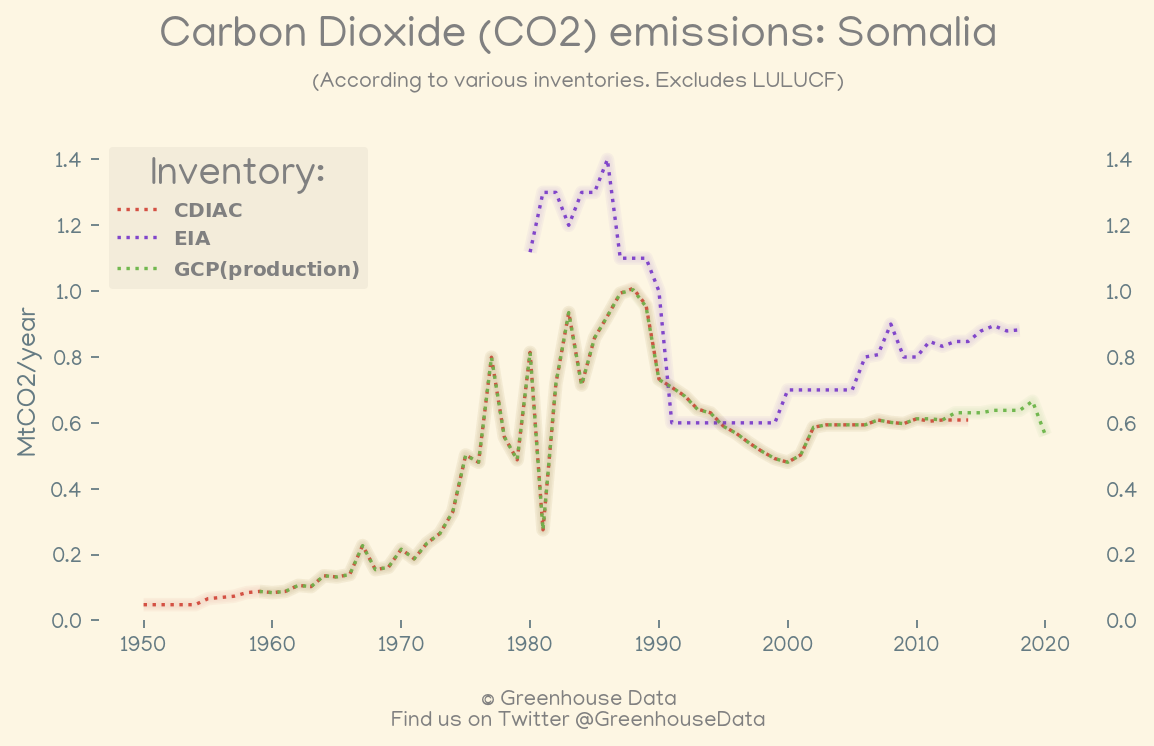 Carbon Dioxide (CO2) emissions: Somalia
(According to various inventories. Excludes LULUCF)
Inventory:
CDIAC
EIA
GCP(production)
MtCO2/year
1.4
1.2
1.0
0.8
0.6
0.4
0.2
0.0
1.4
1.2
1.0
0.8
0.6
0.4
0.2
0.0
1950 1960 1970 1980 1990 2000 2010 2020
© Greenhouse Data
Find us on Twitter @GreenhouseData